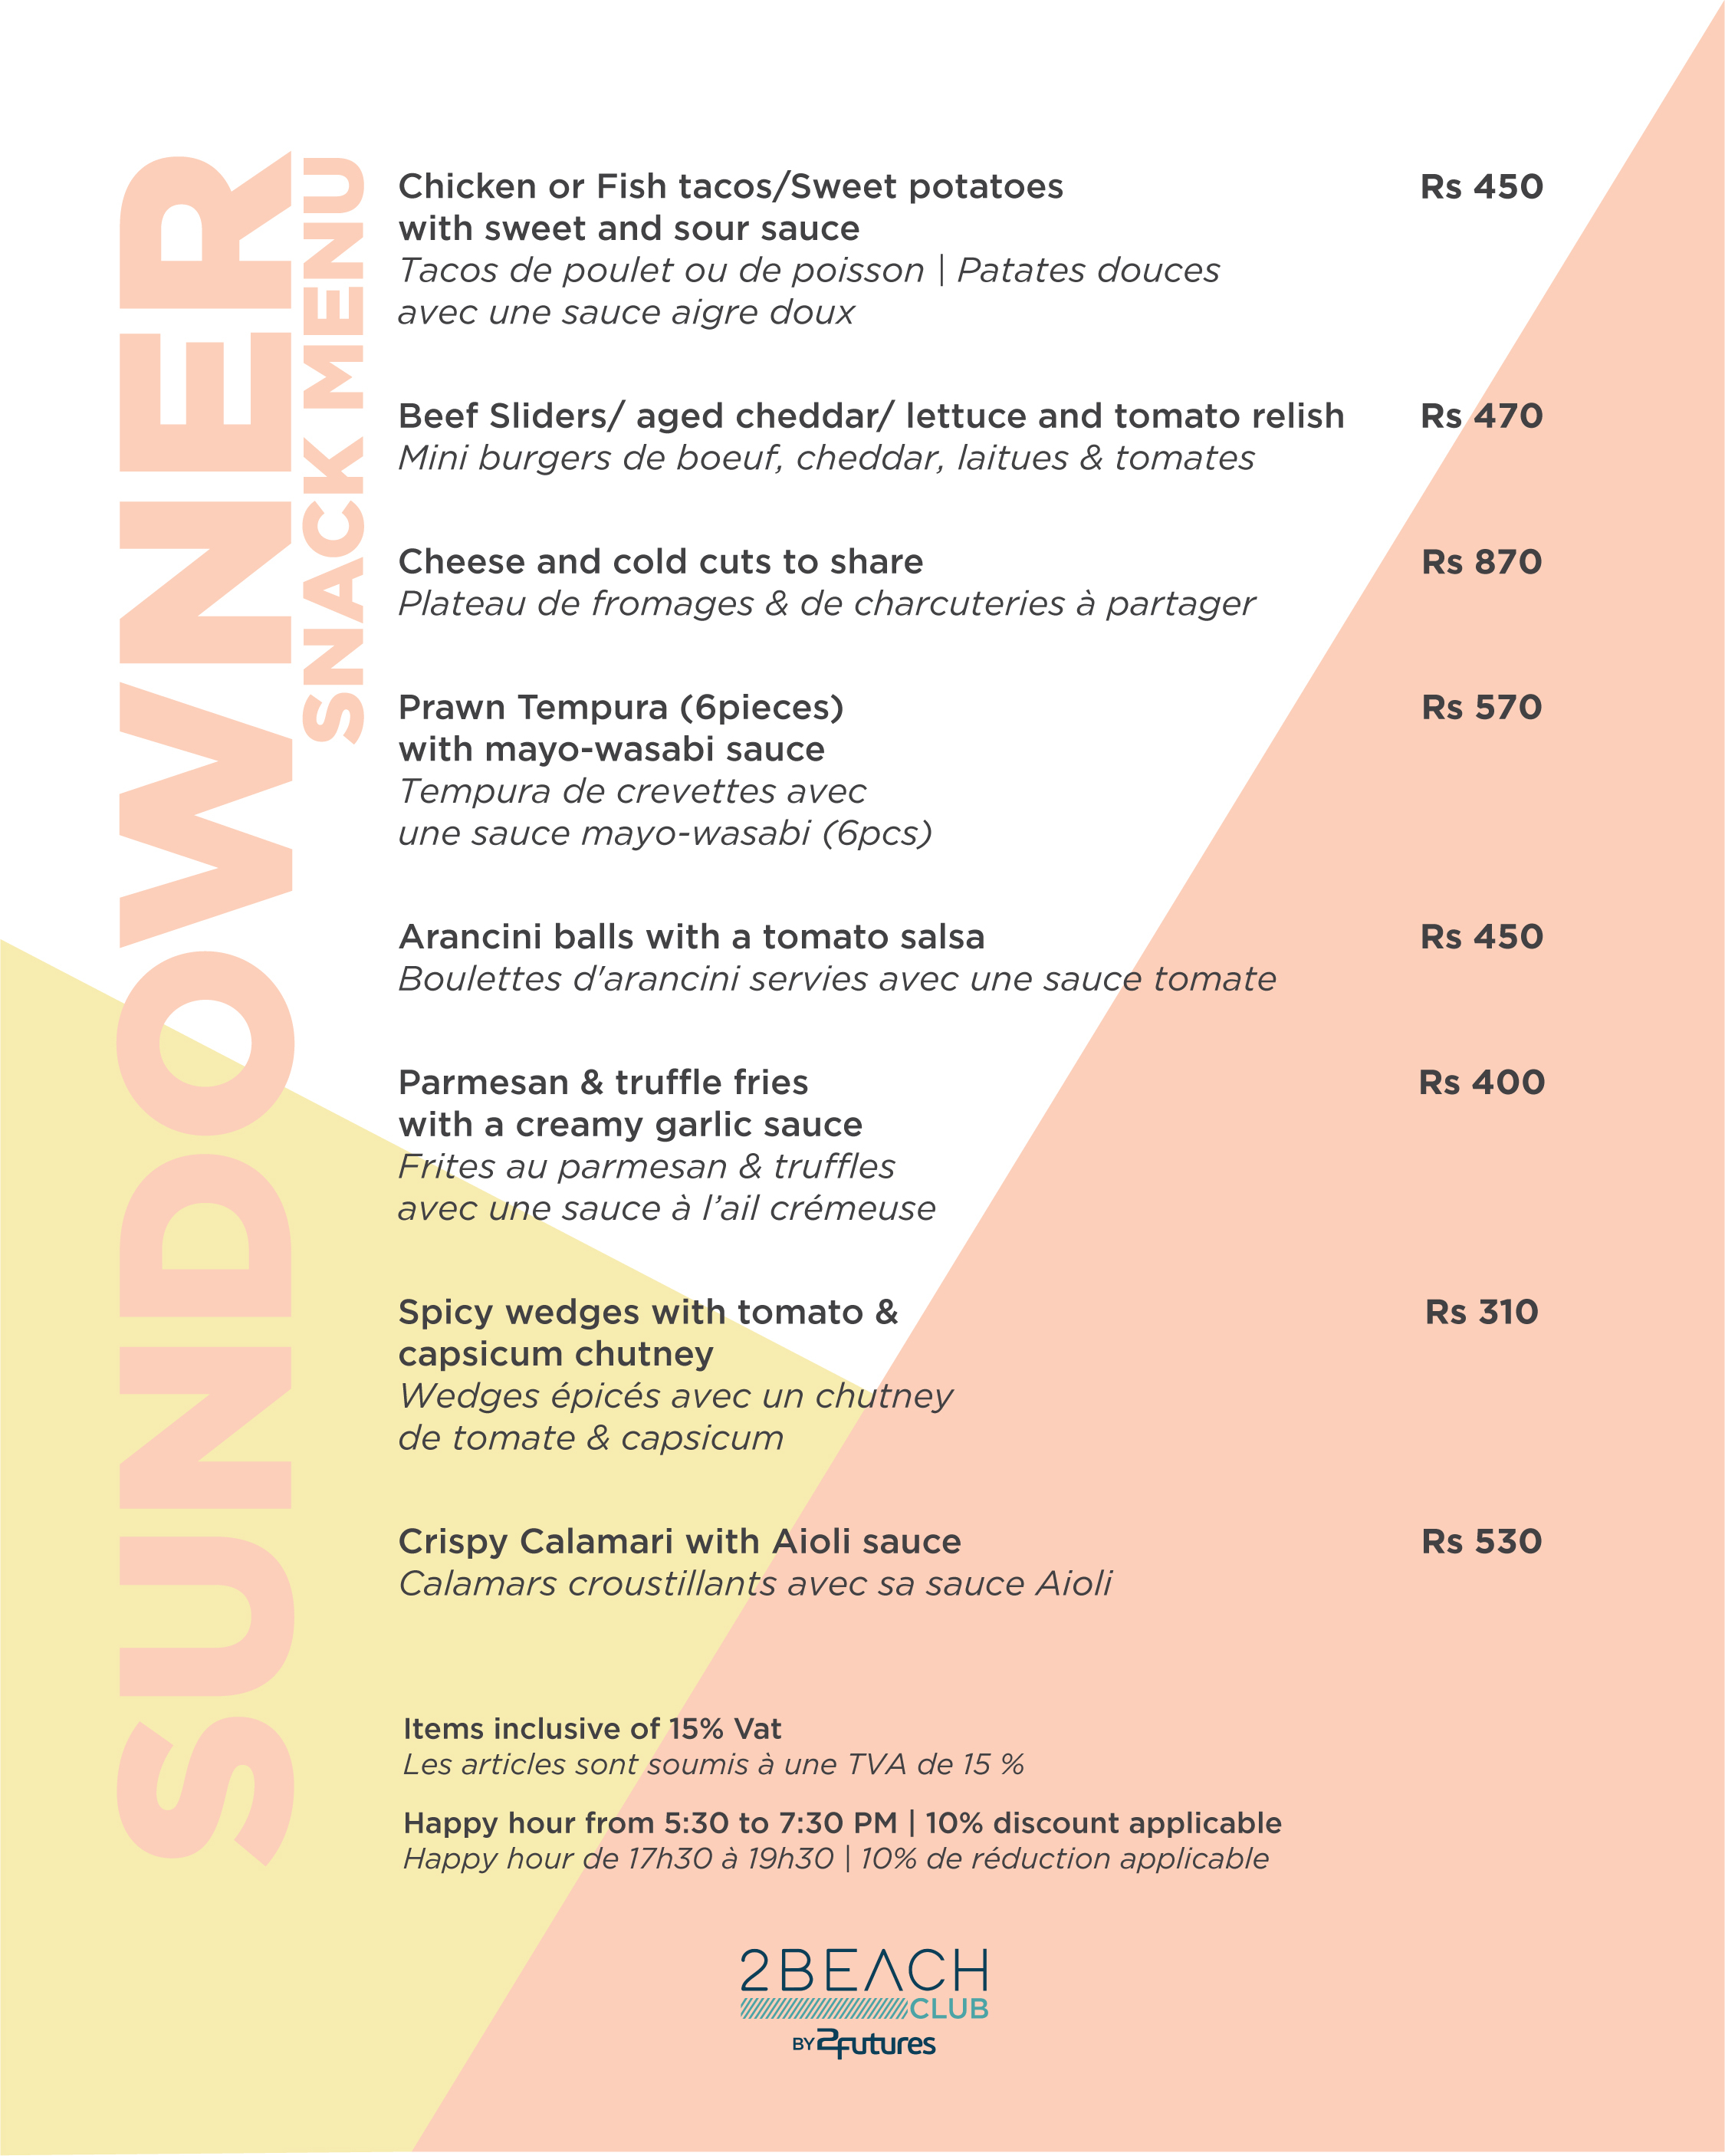 SUNDOWNER
SNACK MENU
Chicken or Fish tacos/Sweet potatoes Rs 450
with sweet and sour sauce
Tacos de poulet ou de poisson | Patates douces
avec une sauce aigre doux
Beef Sliders/ aged cheddar/ lettuce and tomato relish Rs 470
Mini burgers de boeuf, cheddar, laitues & tomates
Cheese and cold cuts to share Rs 870
Plateau de fromages & de charcuteries à partager
Prawn Tempura (6pieces) Rs 570
with mayo-wasabi sauce
Tempura de crevettes avec
une sauce mayo-wasabi (6pcs)
Arancini balls with a tomato salsa Rs 450
Boulettes d'arancini servies avec une sauce tomate
Parmesan & truffle fries Rs 400
with a creamy garlic sauce
Frites au parmesan & truffles
avec une sauce à l’ail crémeuse
Spicy wedges with tomato & Rs 310
capsicum chutney
Wedges épicés avec un chutney
de tomate & capsicum
Crispy Calamari with Aioli sauce Rs 530
Calamars croustillants avec sa sauce Aioli
Items inclusive of 15% Vat
Les articles sont soumis à une TVA de 15 %
Happy hour from 5:30 to 7:30 PM | 10% discount applicable
Happy hour de 17h30 à 19h30 | 10% de réduction applicable
2BEACH
CLUB
BY 2futures